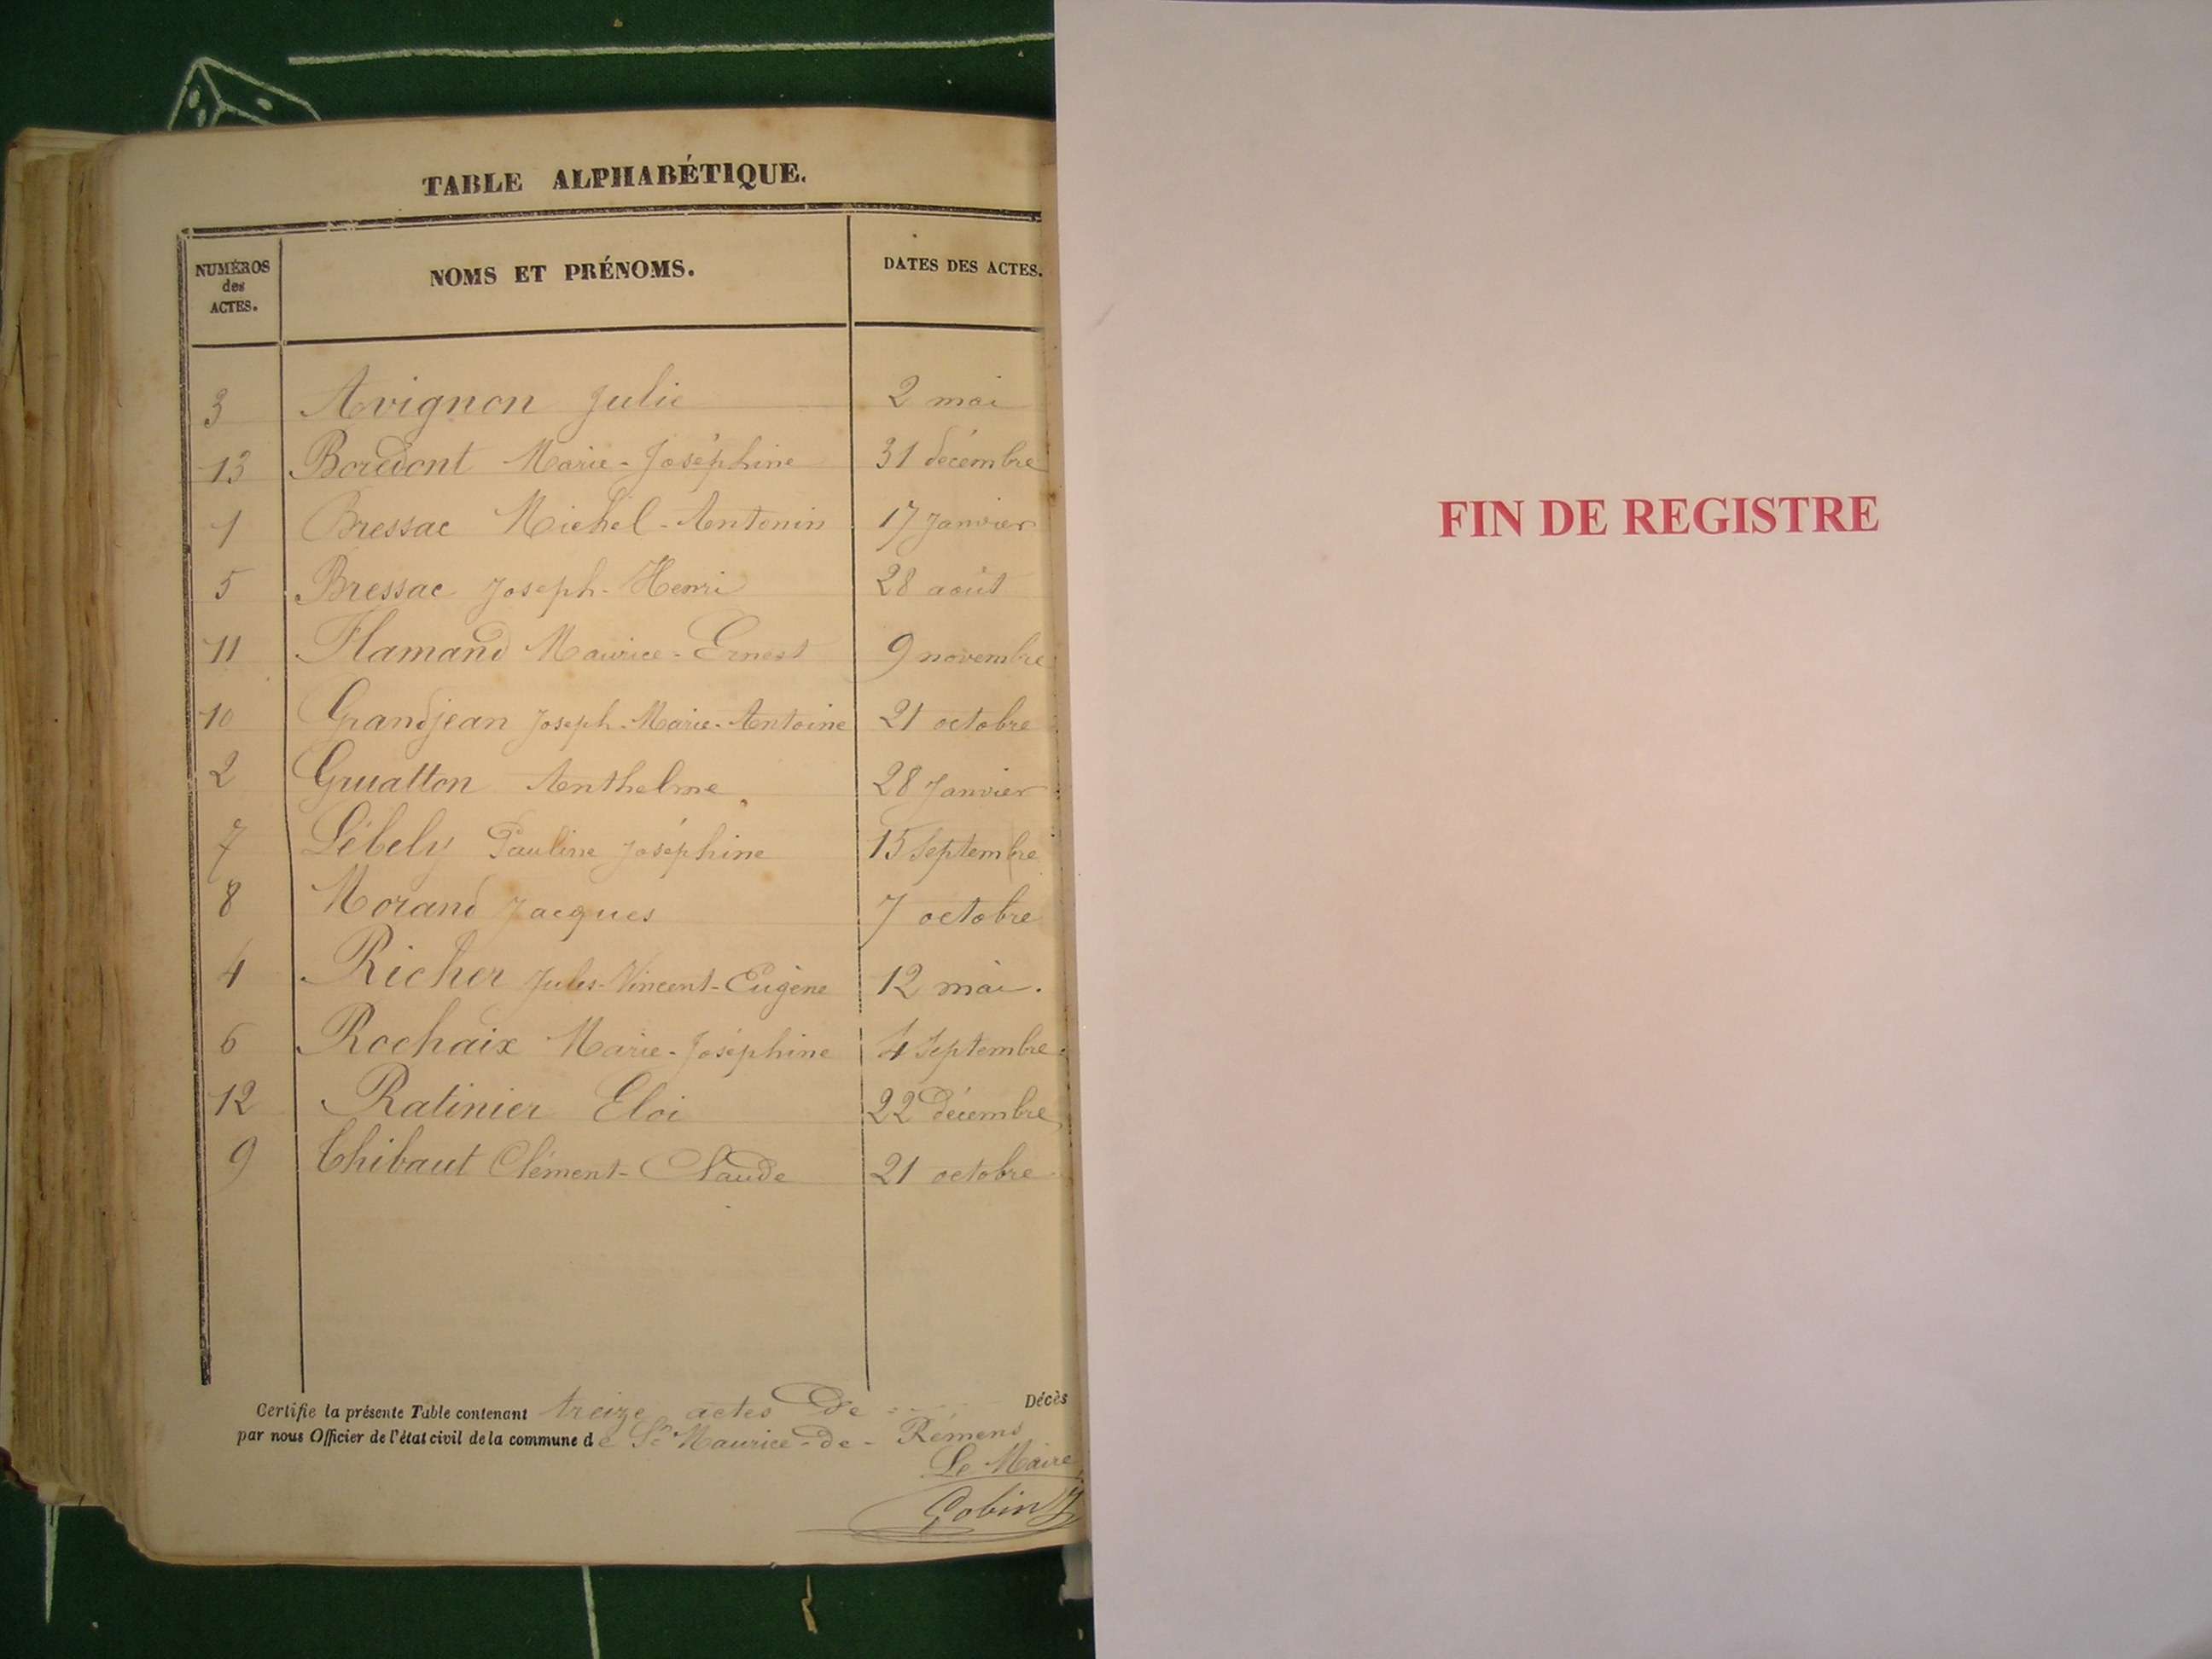 TABLE ALPHABÉTIQUE.
NUMÉROS des ACTES. NOMS ET PRÉNOMS. DATES DES ACTES.
3 Avignon Julie 2 mai
13 Boredont Marie-Joséphine 31 décembre
1 Bressac Michel-Antonin 17 Janvier
5 Bressac Joseph-Henri 28 août
11 Flamand Maurice-Ernest 9 novembre
10 Grandjean Joseph-Marie-Antoine 21 octobre
2 Gruatton Anthelme 28 Janvier
7 Lébely Pauline Joséphine 15 Septembre
8 Morand Jacques 7 octobre
4 Richer Jules-Vincent-Eugène 12 mai.
6 Rochaix Marie-Joséphine 4 Septembre
12 Ratinier Eloi 22 décembre
9 Thibaut Clément-Claude 21 octobre
Certifie la présente Table contenant treize actes De Décès
par nous Officier de l'état civil de la commune de St Maurice-de-Rémens
Le Maire
Gobin J
FIN DE REGISTRE